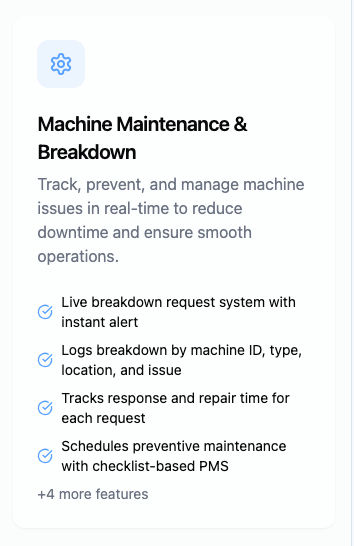 Machine Maintenance &
Breakdown
Track, prevent, and manage machine
issues in real-time to reduce
downtime and ensure smooth
operations.
Live breakdown request system with
instant alert
Logs breakdown by machine ID, type,
location, and issue
Tracks response and repair time for
each request
Schedules preventive maintenance
with checklist-based PMS
+4 more features